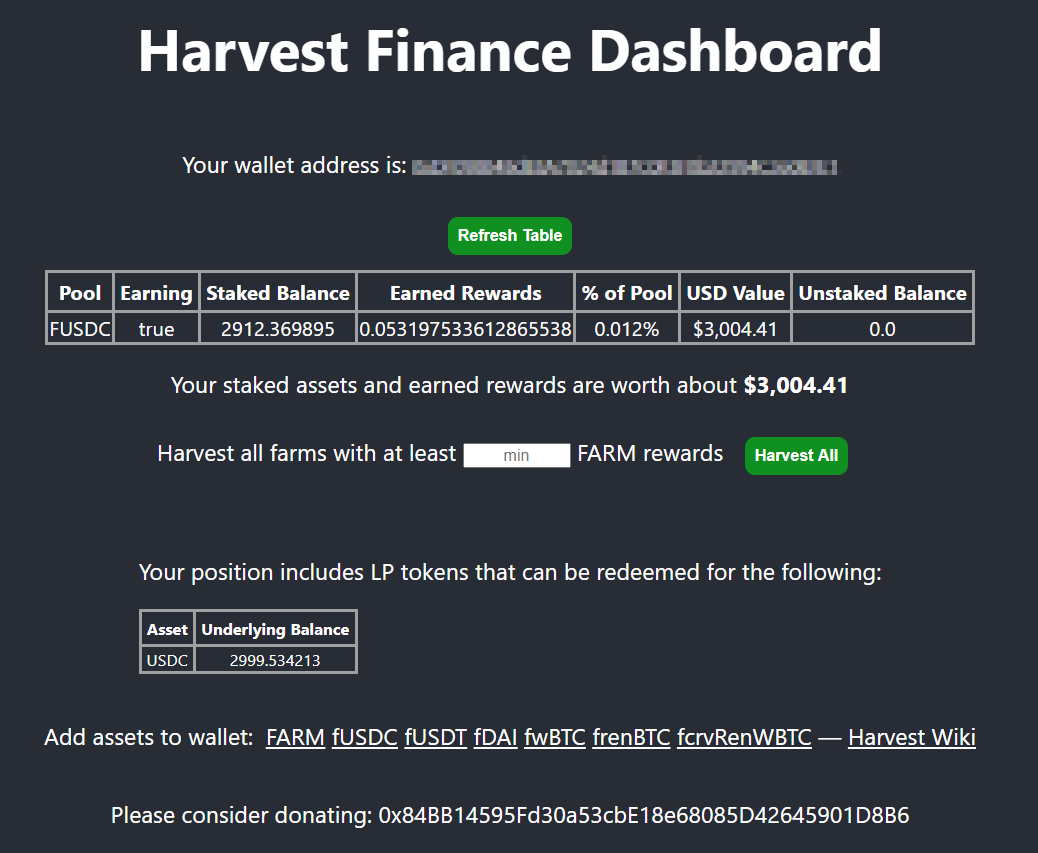 Harvest Finance Dashboard
Your wallet address is:
Refresh Table
Pool Earning Staked Balance Earned Rewards % of Pool USD Value Unstaked Balance
FUSDC true 2912.369895 0.053197533612865538 0.012% $3,004.41 0.0
Your staked assets and earned rewards are worth about $3,004.41
Harvest all farms with at least min FARM rewards Harvest All
Your position includes LP tokens that can be redeemed for the following:
Asset Underlying Balance
USDC 2999.534213
Add assets to wallet: FARM fUSDC fUSDT fDAI fwBTC frenBTC fcrvRenWBTC — Harvest Wiki
Please consider donating: 0x84BB14595Fd30a53cbE18e68085D42645901D8B6